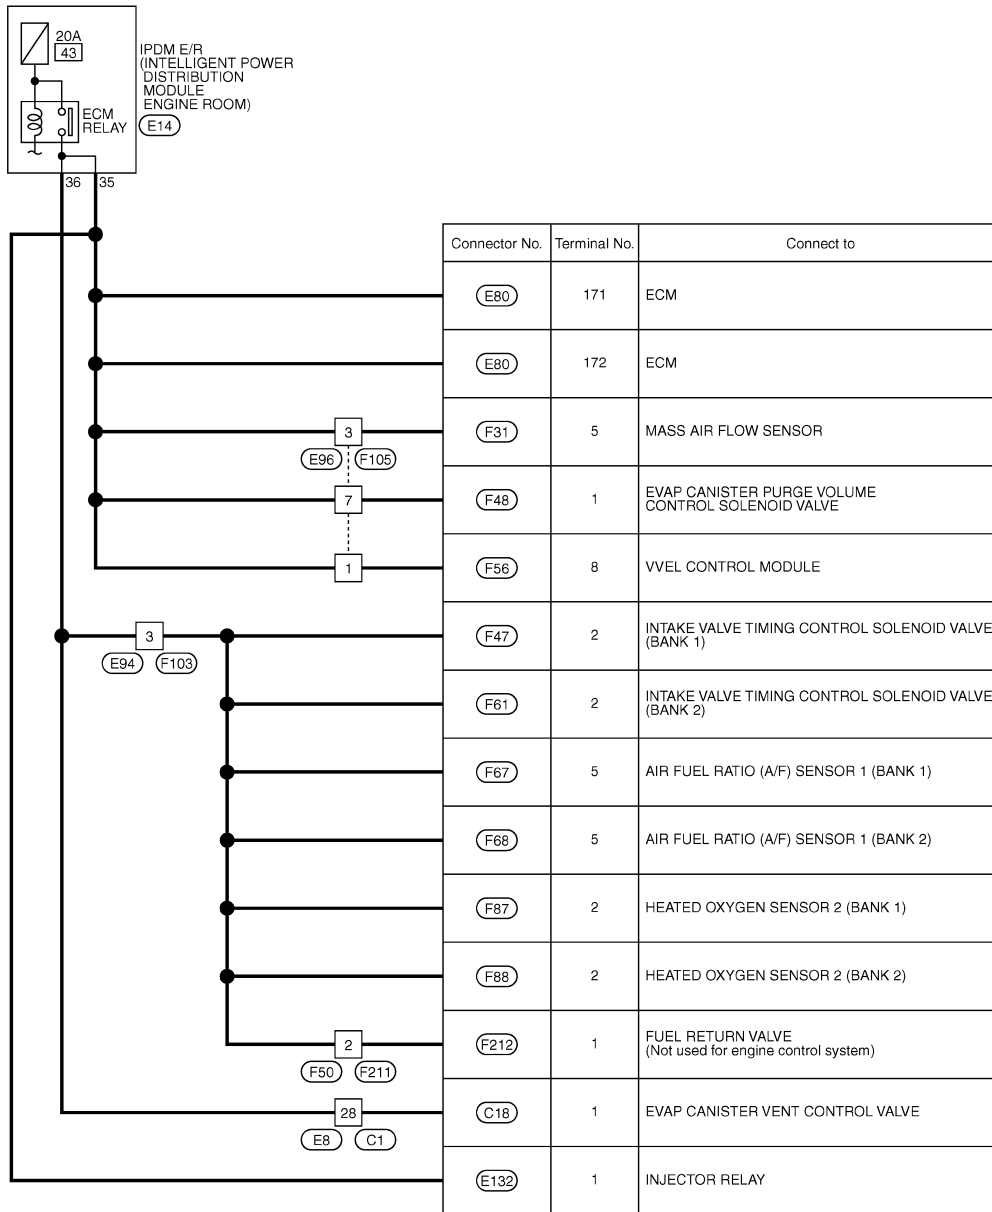 20A
43
IPDM E/R
(INTELLIGENT POWER
DISTRIBUTION
MODULE
ENGINE ROOM)
ECM
RELAY
E14
36 35
Connector No. Terminal No. Connect to
E80 171 ECM
E80 172 ECM
3 F31 5 MASS AIR FLOW SENSOR
E96 F105
7 F48 1 EVAP CANISTER PURGE VOLUME
CONTROL SOLENOID VALVE
1 F56 8 VVEL CONTROL MODULE
3 F47 2 INTAKE VALVE TIMING CONTROL SOLENOID VALVE
(BANK 1)
E94 F103
F61 2 INTAKE VALVE TIMING CONTROL SOLENOID VALVE
(BANK 2)
F67 5 AIR FUEL RATIO (A/F) SENSOR 1 (BANK 1)
F68 5 AIR FUEL RATIO (A/F) SENSOR 1 (BANK 2)
F87 2 HEATED OXYGEN SENSOR 2 (BANK 1)
F88 2 HEATED OXYGEN SENSOR 2 (BANK 2)
2 F212 1 FUEL RETURN VALVE
(Not used for engine control system)
F50 F211
28 C18 1 EVAP CANISTER VENT CONTROL VALVE
E8 C1
E132 1 INJECTOR RELAY